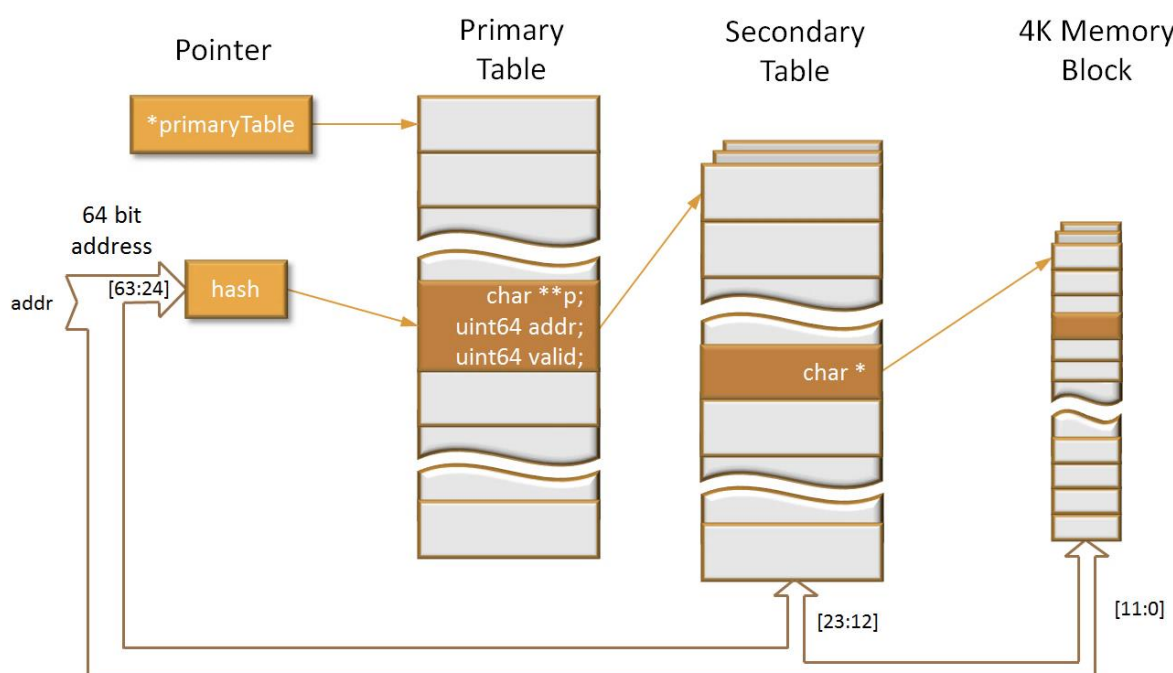 Pointer
Primary
Table
Secondary
Table
4K Memory
Block
*primaryTable
64 bit
address
addr
[63:24]
hash
char **p;
uint64 addr;
uint64 valid;
char *
[23:12]
[11:0]